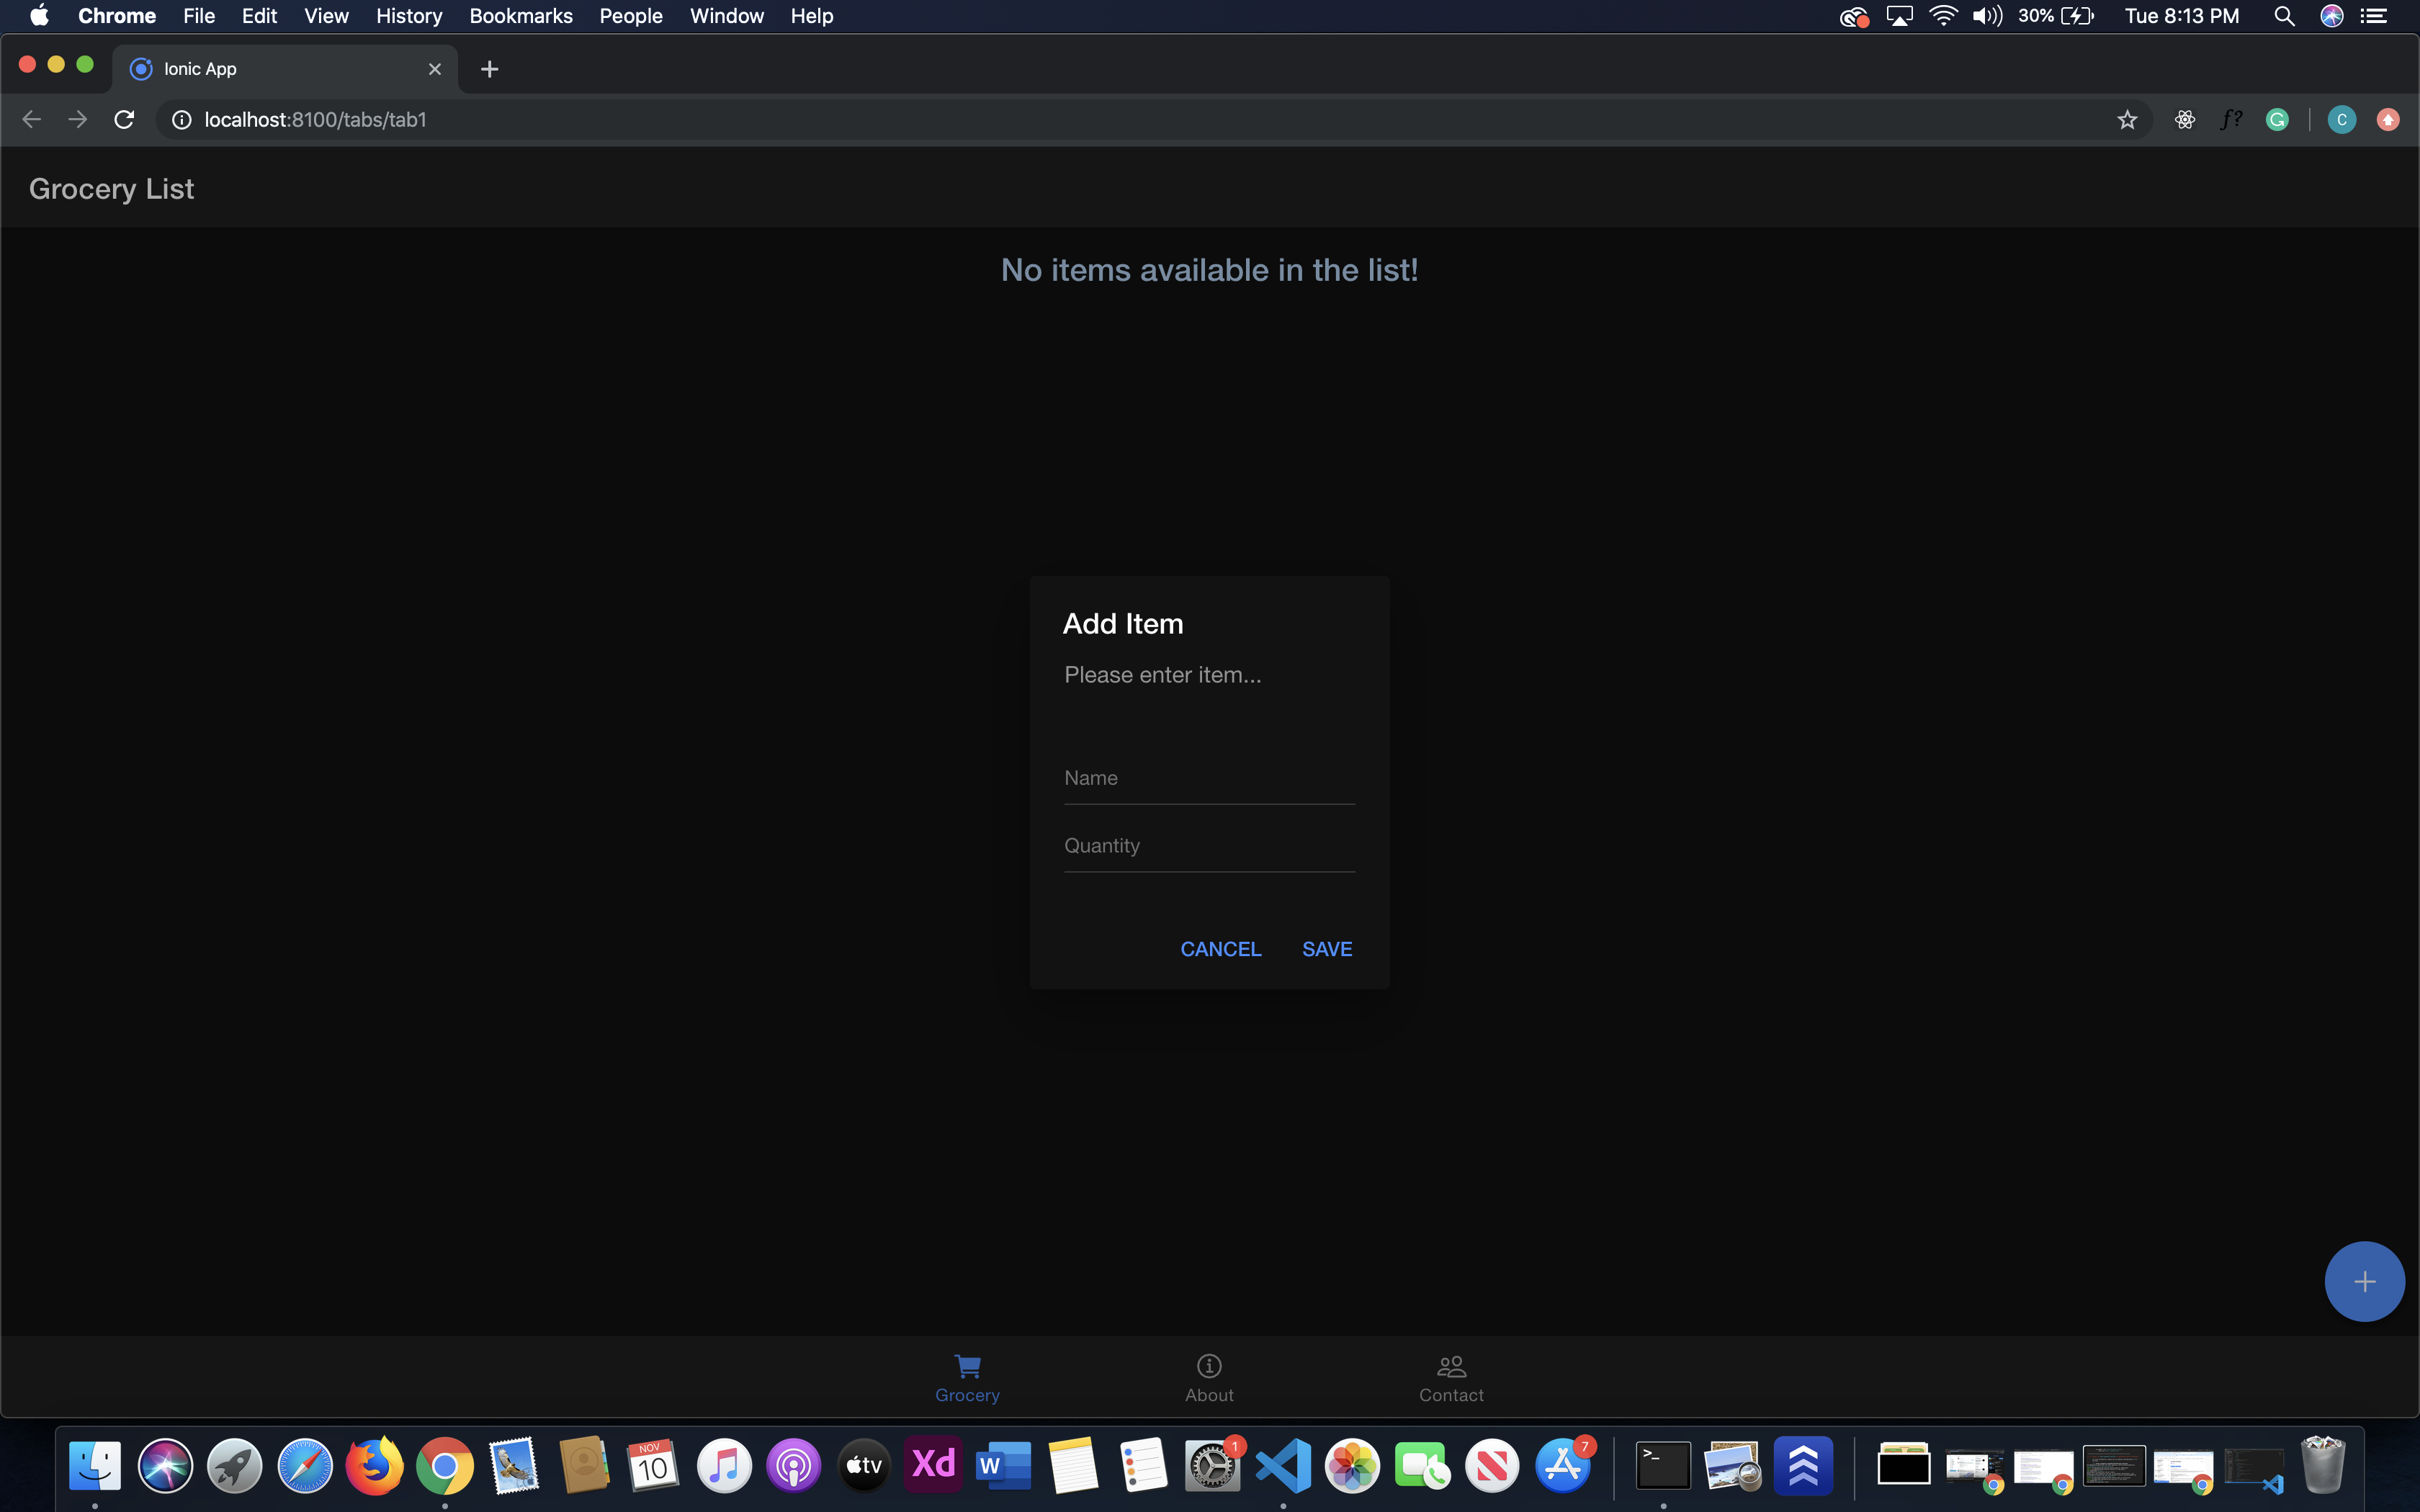 Chrome File Edit View History Bookmarks People Window Help 30% Tue 8:13 PM
Ionic App
localhost:8100/tabs/tab1 f? C
Grocery List
No items available in the list!
Add Item
Please enter item...
Name
Quantity
CANCEL SAVE
Grocery About Contact
NOV
10
tv
Xd
W
1
7
>_